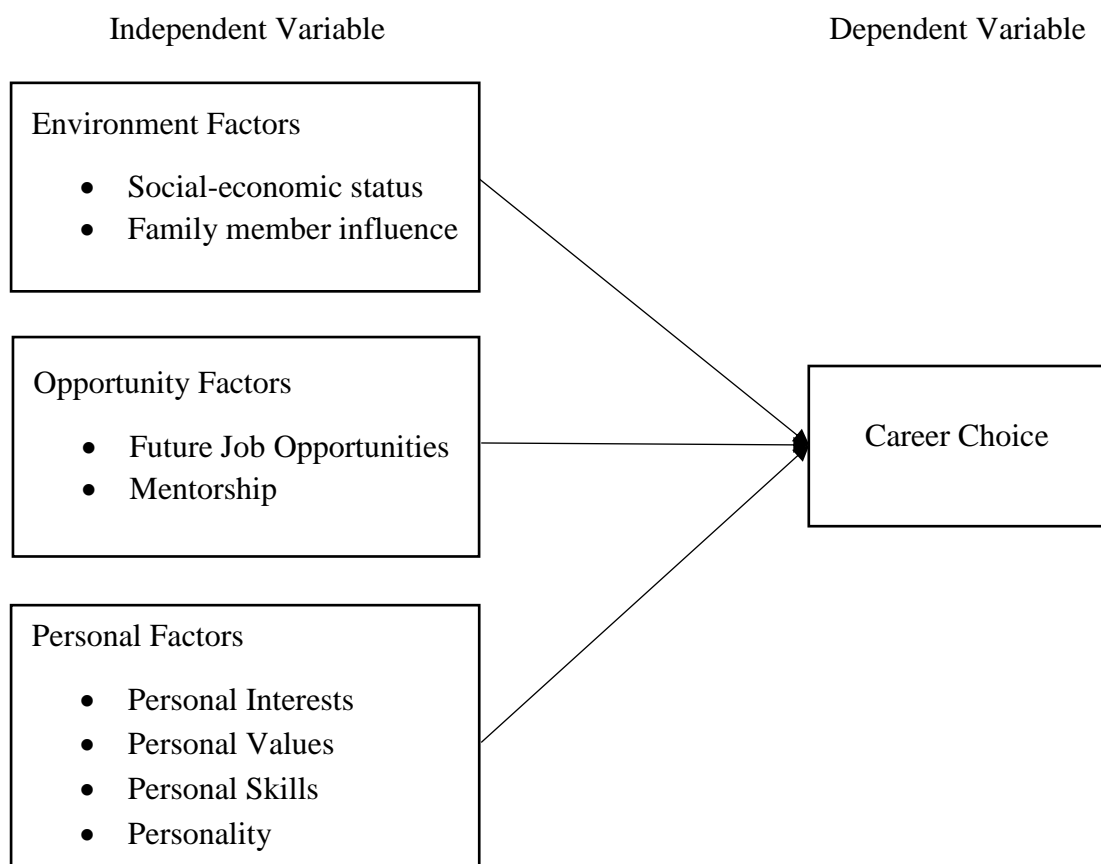 Independent Variable
Dependent Variable
Environment Factors
• Social-economic status
• Family member influence
Opportunity Factors
• Future Job Opportunities
• Mentorship
Career Choice
Personal Factors
• Personal Interests
• Personal Values
• Personal Skills
• Personality